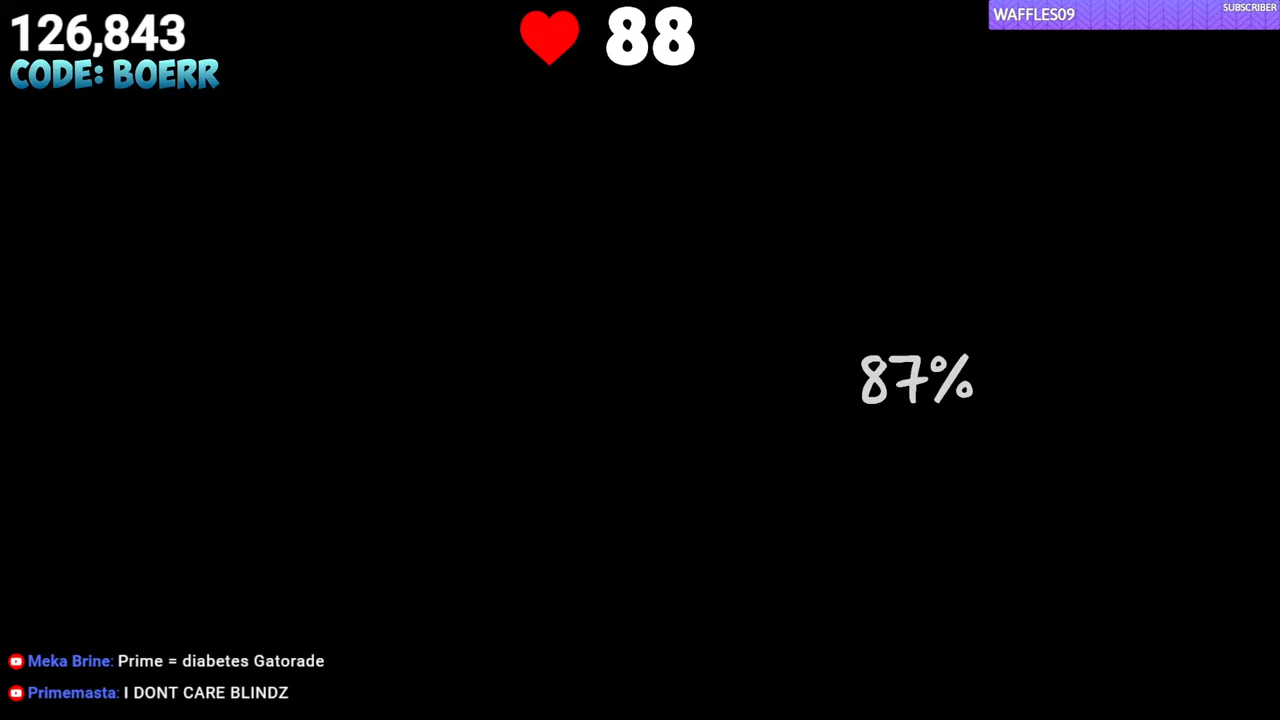 126,843
CODE: BOERR
88
WAFFLES09
SUBSCRIBER
87%
Meka Brine: Prime = diabetes Gatorade
Primemasta: I DONT CARE BLINDZ